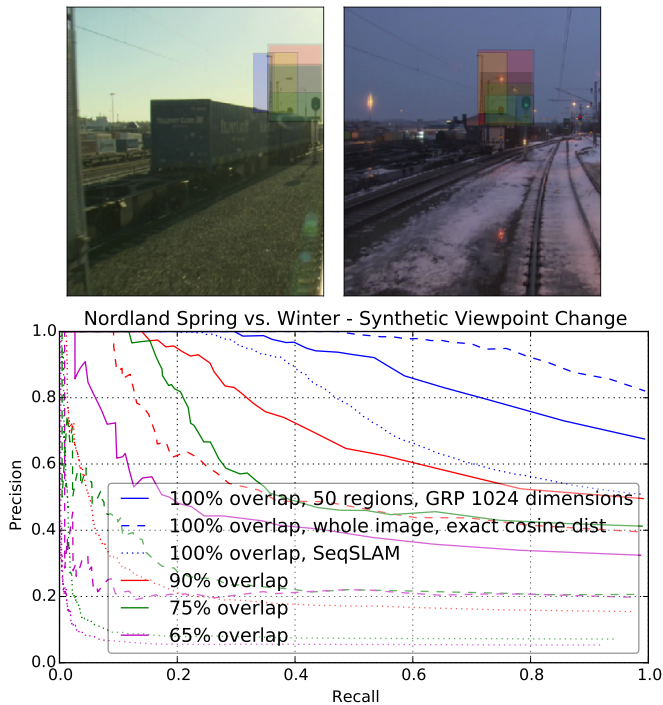 Nordland Spring vs. Winter - Synthetic Viewpoint Change
1.0
0.8
0.6
0.4
0.2
0.0
Precision
100% overlap, 50 regions, GRP 1024 dimensions
100% overlap, whole image, exact cosine dist
100% overlap, SeqSLAM
90% overlap
75% overlap
65% overlap
0.0 0.2 0.4 0.6 0.8 1.0
Recall